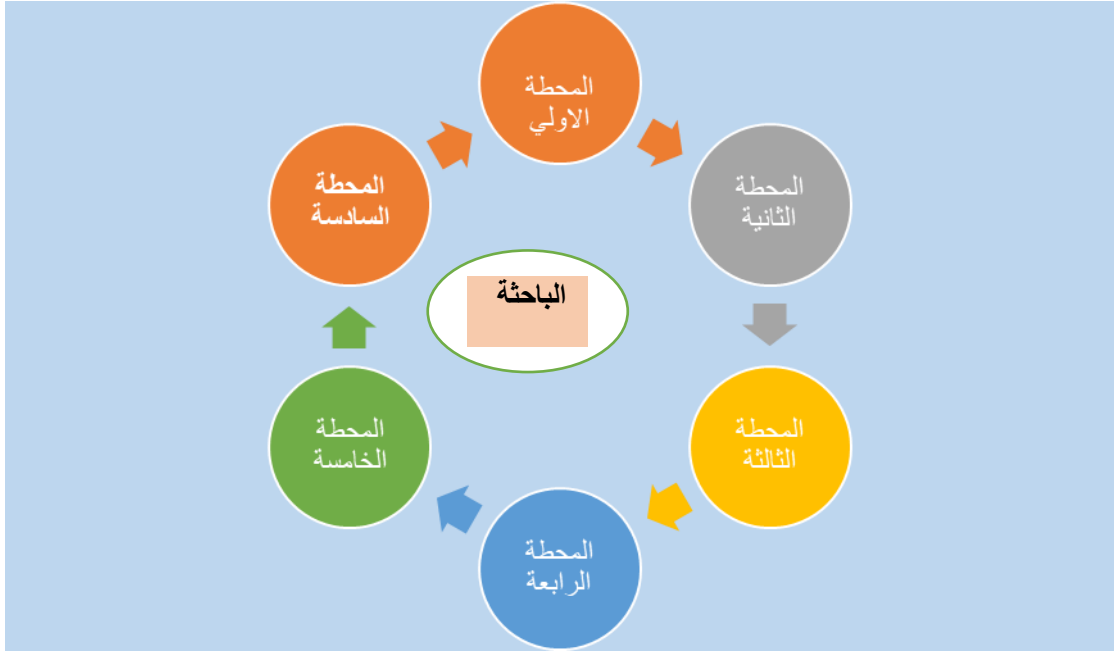 المحطة
الاولي
المحطة
الثانية
المحطة
الثالثة
المحطة
الرابعة
المحطة
الخامسة
المحطة
السادسة
الباحثة